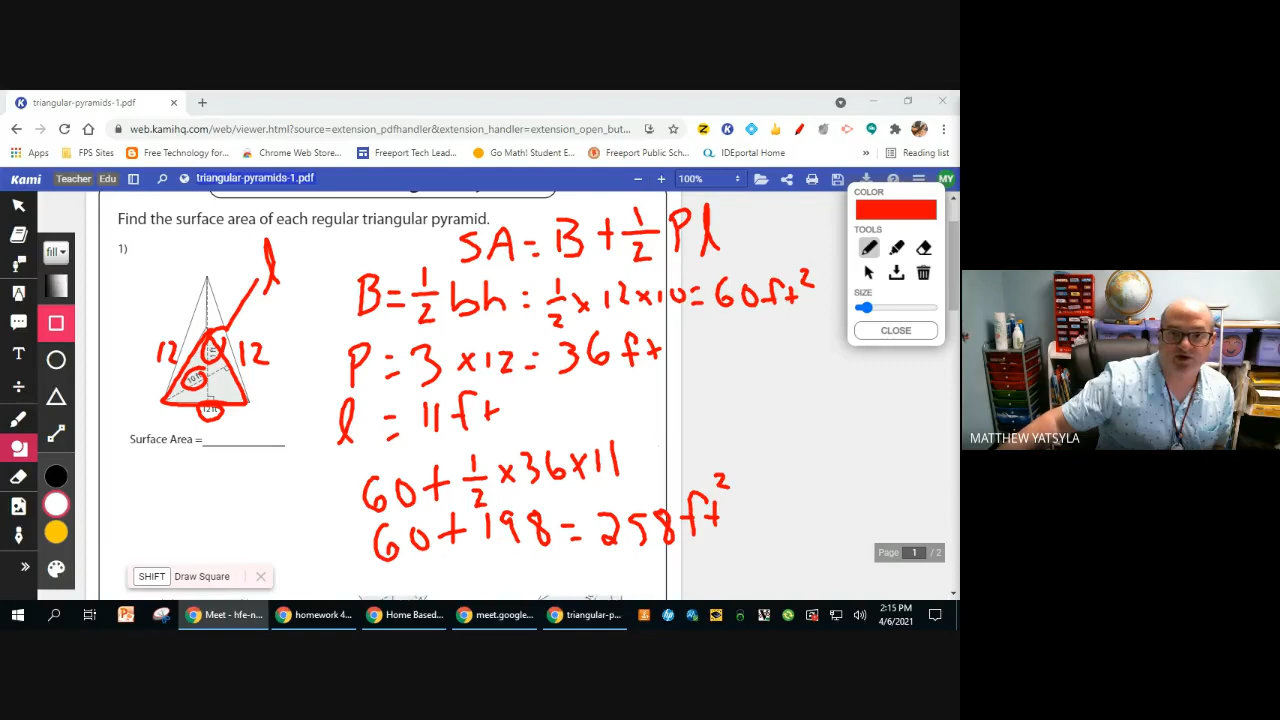 triangular-pyramids-1.pdf
web.kamihq.com/web/viewer.html?source=extension_pdfhandler&extension_handler=extension_open_but...
Apps
FPS Sites
Free Technology for...
Chrome Web Store...
Freeport Tech Lead...
Go Math! Student E...
Freeport Public Sch...
IDEportal Home
»
Reading list
Kami
Teacher
Edu
triangular-pyramids-1.pdf
100%
MY
COLOR
TOOLS
SIZE
CLOSE
fill
Find the surface area of each regular triangular pyramid.
1)
l
12
12
10 ft
12 ft
Surface Area =
SA = B + 1/2 Pl
B = 1/2 bh = 1/2 × 12 × 10 = 60 ft²
P = 3 × 12 = 36 ft
l = 11 ft
60 + 1/2 × 36 × 11
60 + 198 = 258 ft²
SHIFT Draw Square
Page 1 / 2
MATTHEW YATSYLA
Meet - hfe-n...
homework 4...
Home Based...
meet.google...
triangular-p...
2:15 PM
4/6/2021